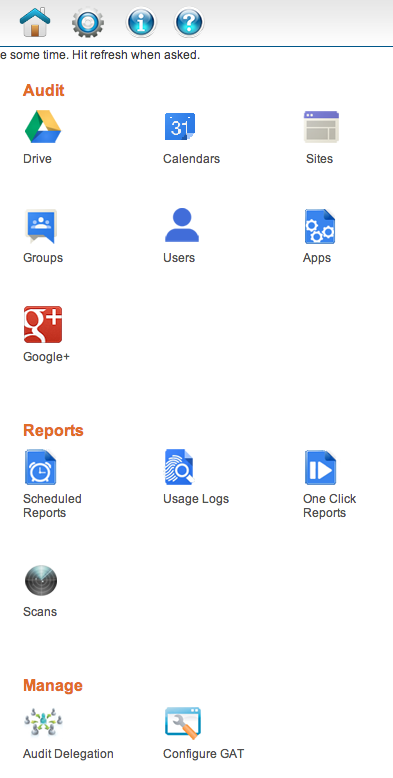 e some time. Hit refresh when asked.
Audit
31
Drive
Calendars
Sites
Groups
Users
Apps
g+
Google+
Reports
Scheduled
Reports
Usage Logs
One Click
Reports
Scans
Manage
Audit Delegation
Configure GAT